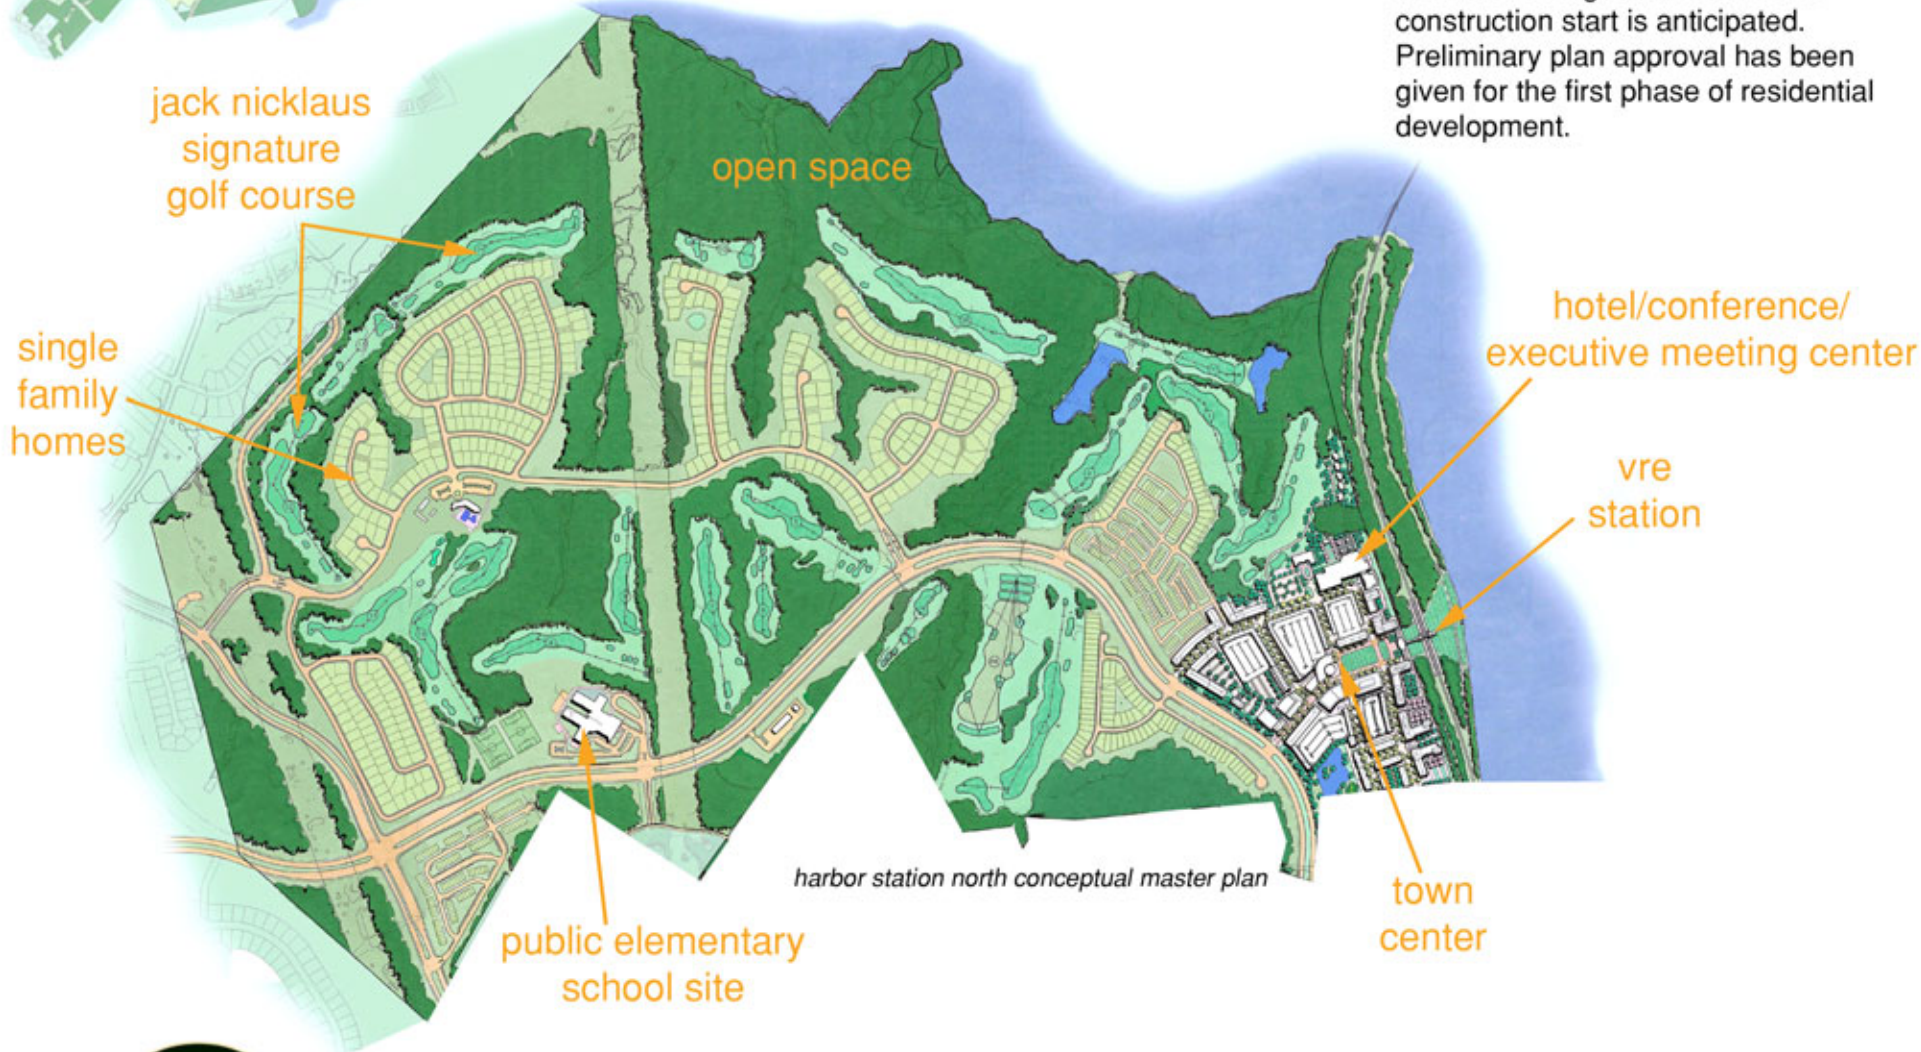 construction start is anticipated.
Preliminary plan approval has been
given for the first phase of residential
development.
jack nicklaus
signature
golf course
open space
single
family
homes
hotel/conference/
executive meeting center
vre
station
harbor station north conceptual master plan
town
center
public elementary
school site